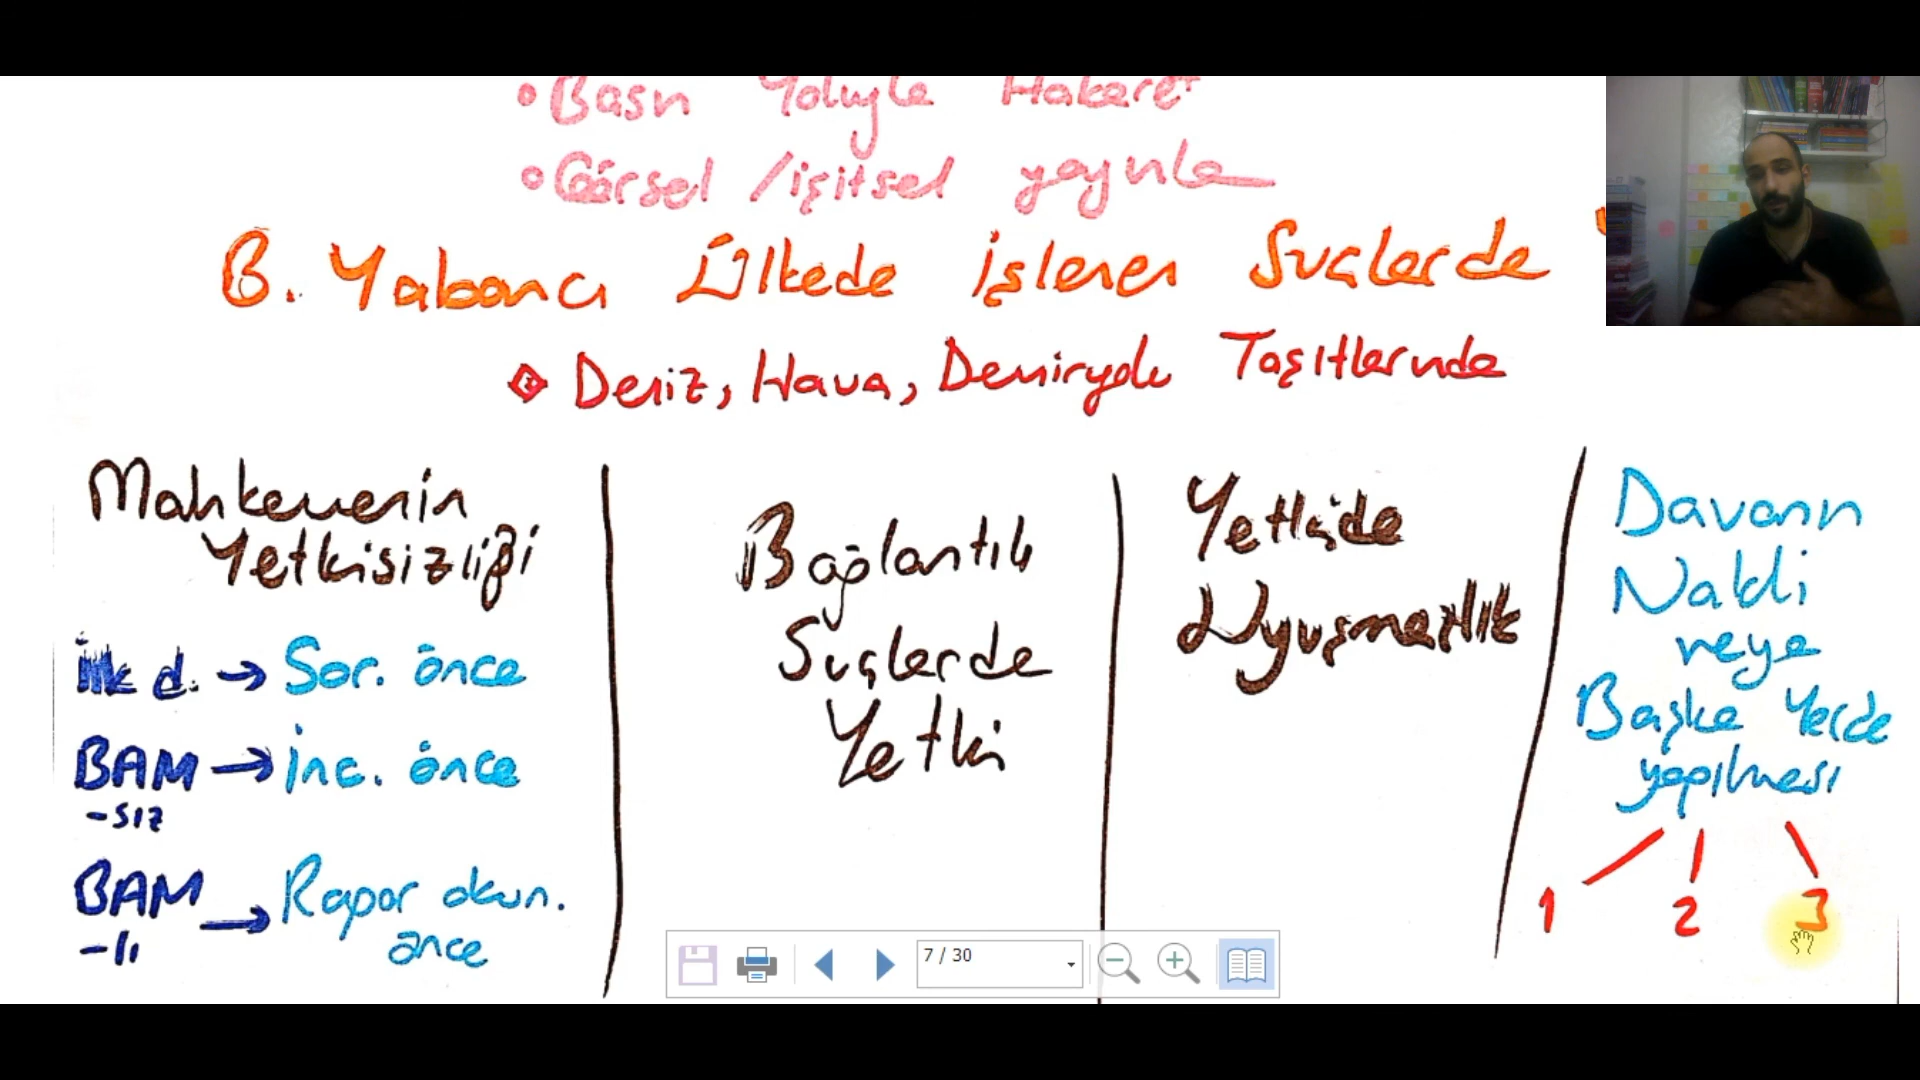 • Basın Yoluyla Hakaret
• Görsel / işitsel yayınla
B. Yabancı Ülkede İşlenen Suçlarda
Deniz, Hava, Demiryolu Taşıtlarında
Mahkemenin
Yetkisizliği
İlk d. → Sor. önce
BAM → İnc. önce
-sız
BAM → Rapor okun.
-lı önce
Bağlantılı
Suçlarda
Yetki
Yetkide
Uyuşmazlık
Davanın
Nakli
veya
Başka Yerde
yapılması
1 2 3
7 / 30